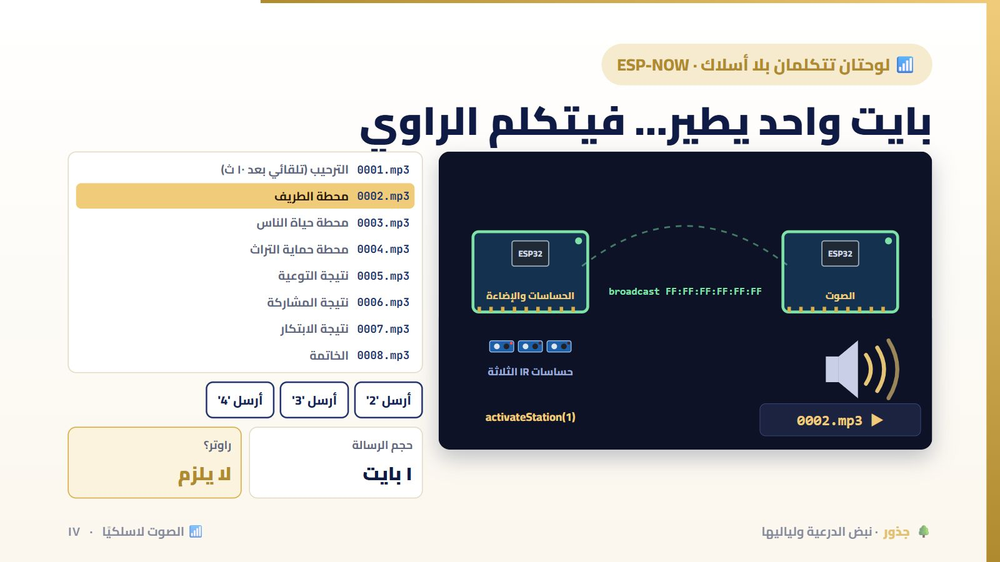 لوحتان تتكلمان بلا أسلاك · ESP-NOW
بايت واحد يطير... فيتكلم الراوي
ESP32
الصوت
broadcast FF:FF:FF:FF:FF:FF
ESP32
الحساسات والإضاءة
حساسات IR الثلاثة
activateStation(1)
▶ 0002.mp3
0001.mp3 الترحيب (تلقائي بعد ١٠ ث)
0002.mp3 محطة الطريف
0003.mp3 محطة حياة الناس
0004.mp3 محطة حماية التراث
0005.mp3 نتيجة التوعية
0006.mp3 نتيجة المشاركة
0007.mp3 نتيجة الابتكار
0008.mp3 الخاتمة
أرسل '2'
أرسل '3'
أرسل '4'
حجم الرسالة
١ بايت
راوتر؟
لا يلزم
جذور · نبض الدرعية ولياليها
الصوت لاسلكيًا · ١٧